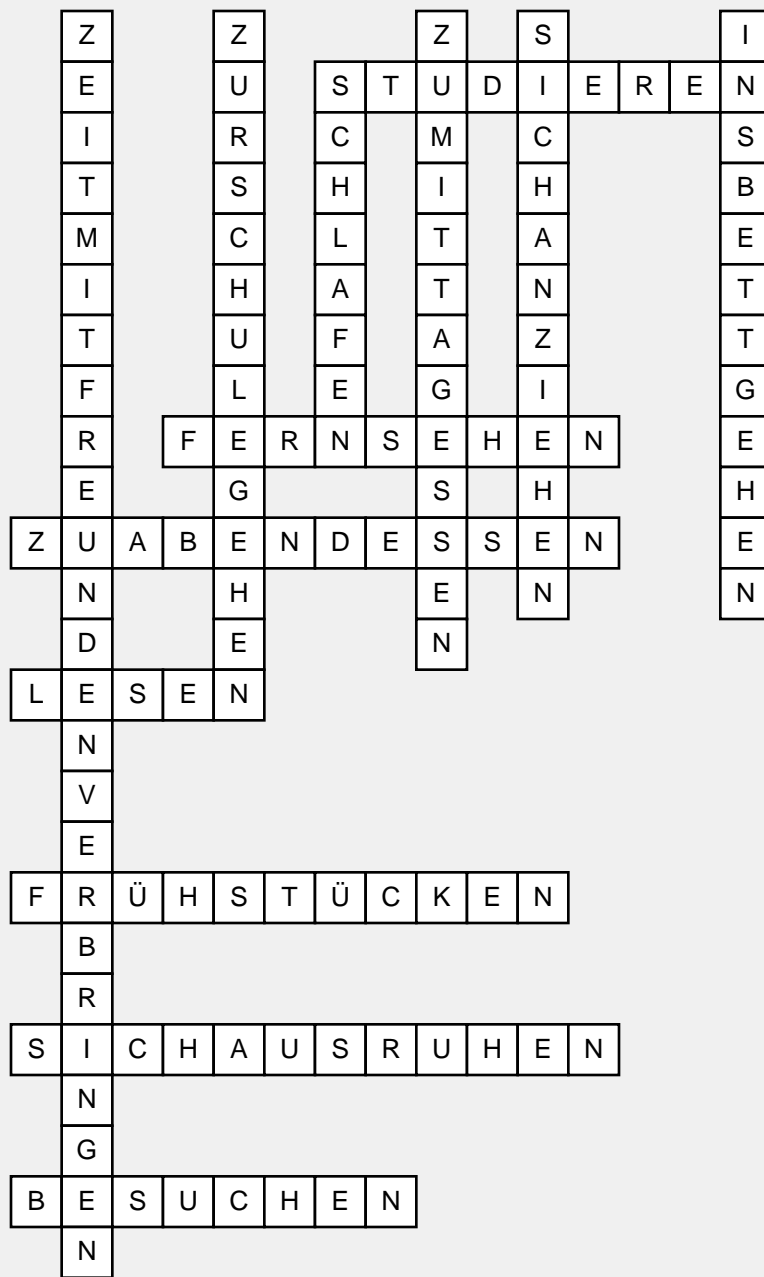 ZEITMITFREUNDENVERBRINGEN
ZURSCHULEGEHEN
ZUMITTAGESSEN
SICHANZIEHEN
INSBETTGEHEN
STUDIEREN
SCHLAFEN
FERNSEHEN
ZUABENDESSEN
LESEN
FRÜHSTÜCKEN
SICHAUSRUHEN
BESUCHEN